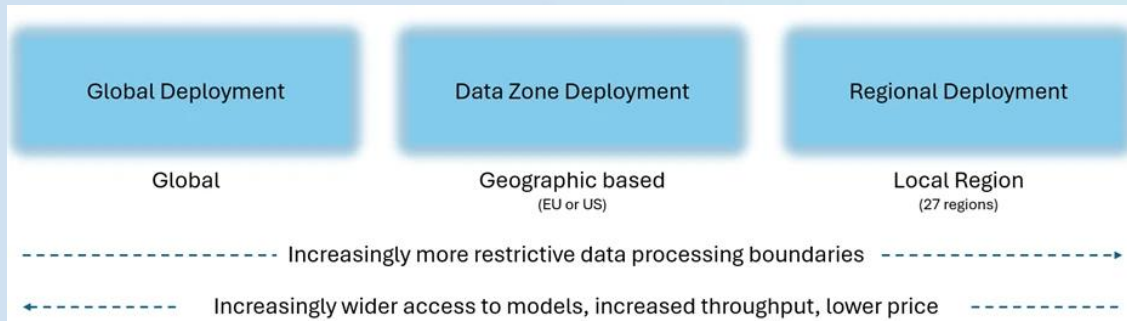 Global Deployment
Data Zone Deployment
Regional Deployment
Global
Geographic based
(EU or US)
Local Region
(27 regions)
Increasingly more restrictive data processing boundaries
Increasingly wider access to models, increased throughput, lower price